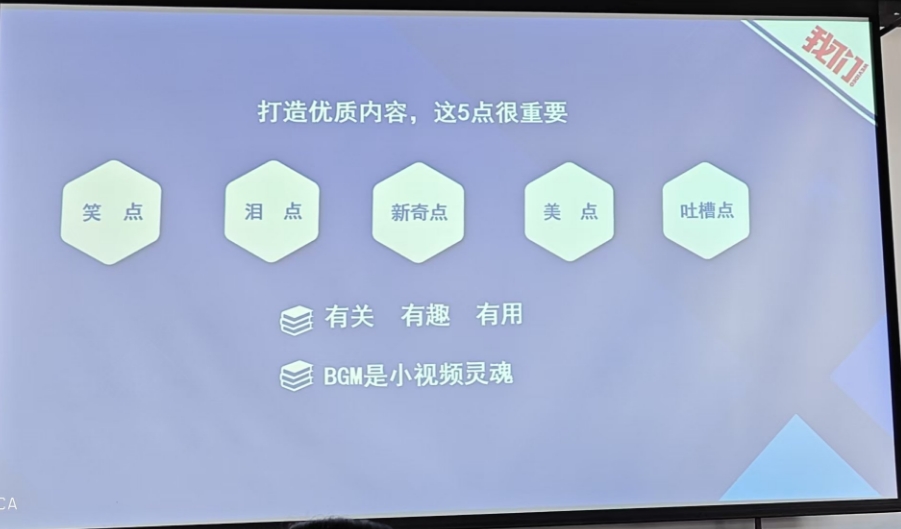 我们
打造优质内容，这5点很重要
笑 点
泪 点
新奇点
美 点
吐槽点
有关 有趣 有用
BGM是小视频灵魂
CA